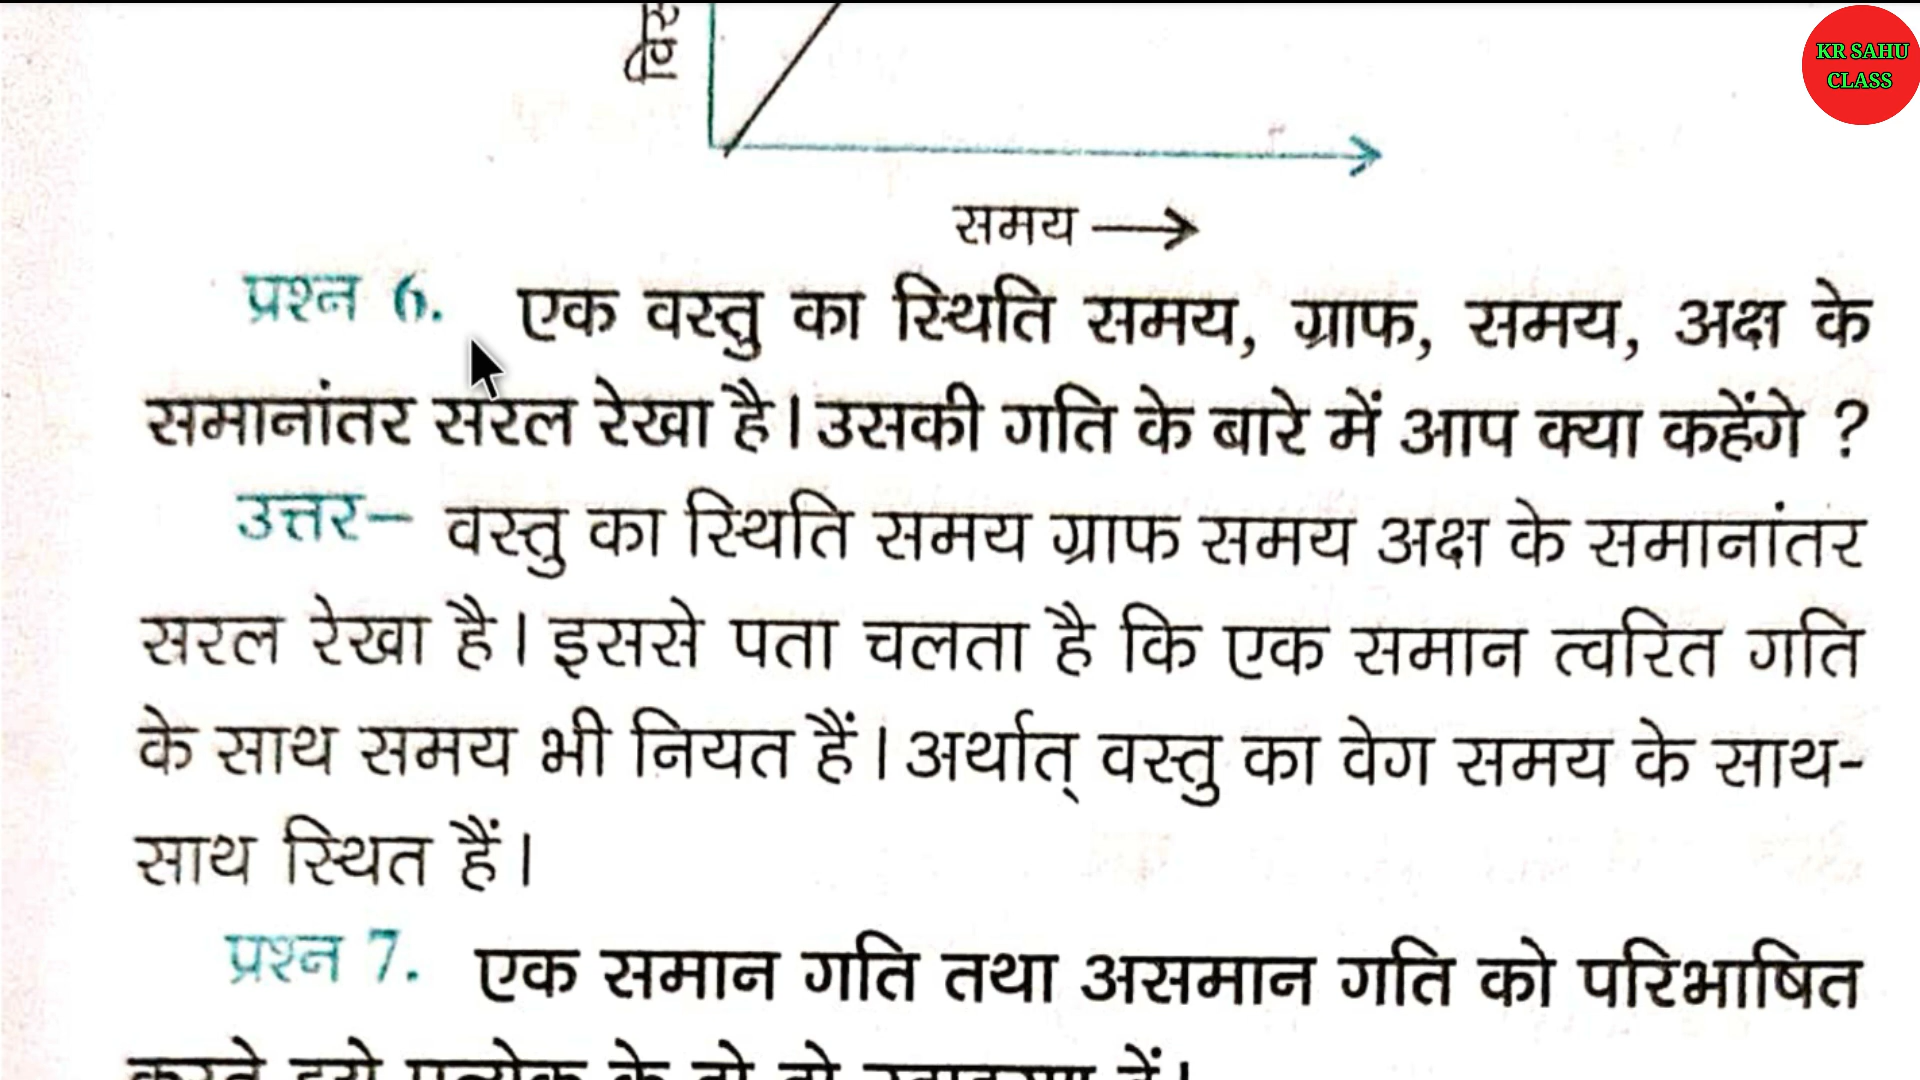 वेग
KR SAHU
CLASS
समय
प्रश्न 6. एक वस्तु का स्थिति समय, ग्राफ, समय, अक्ष के
समानांतर सरल रेखा है। उसकी गति के बारे में आप क्या कहेंगे ?
उत्तर– वस्तु का स्थिति समय ग्राफ समय अक्ष के समानांतर
सरल रेखा है। इससे पता चलता है कि एक समान त्वरित गति
के साथ समय भी नियत हैं। अर्थात् वस्तु का वेग समय के साथ-
साथ स्थित हैं।
प्रश्न 7. एक समान गति तथा असमान गति को परिभाषित